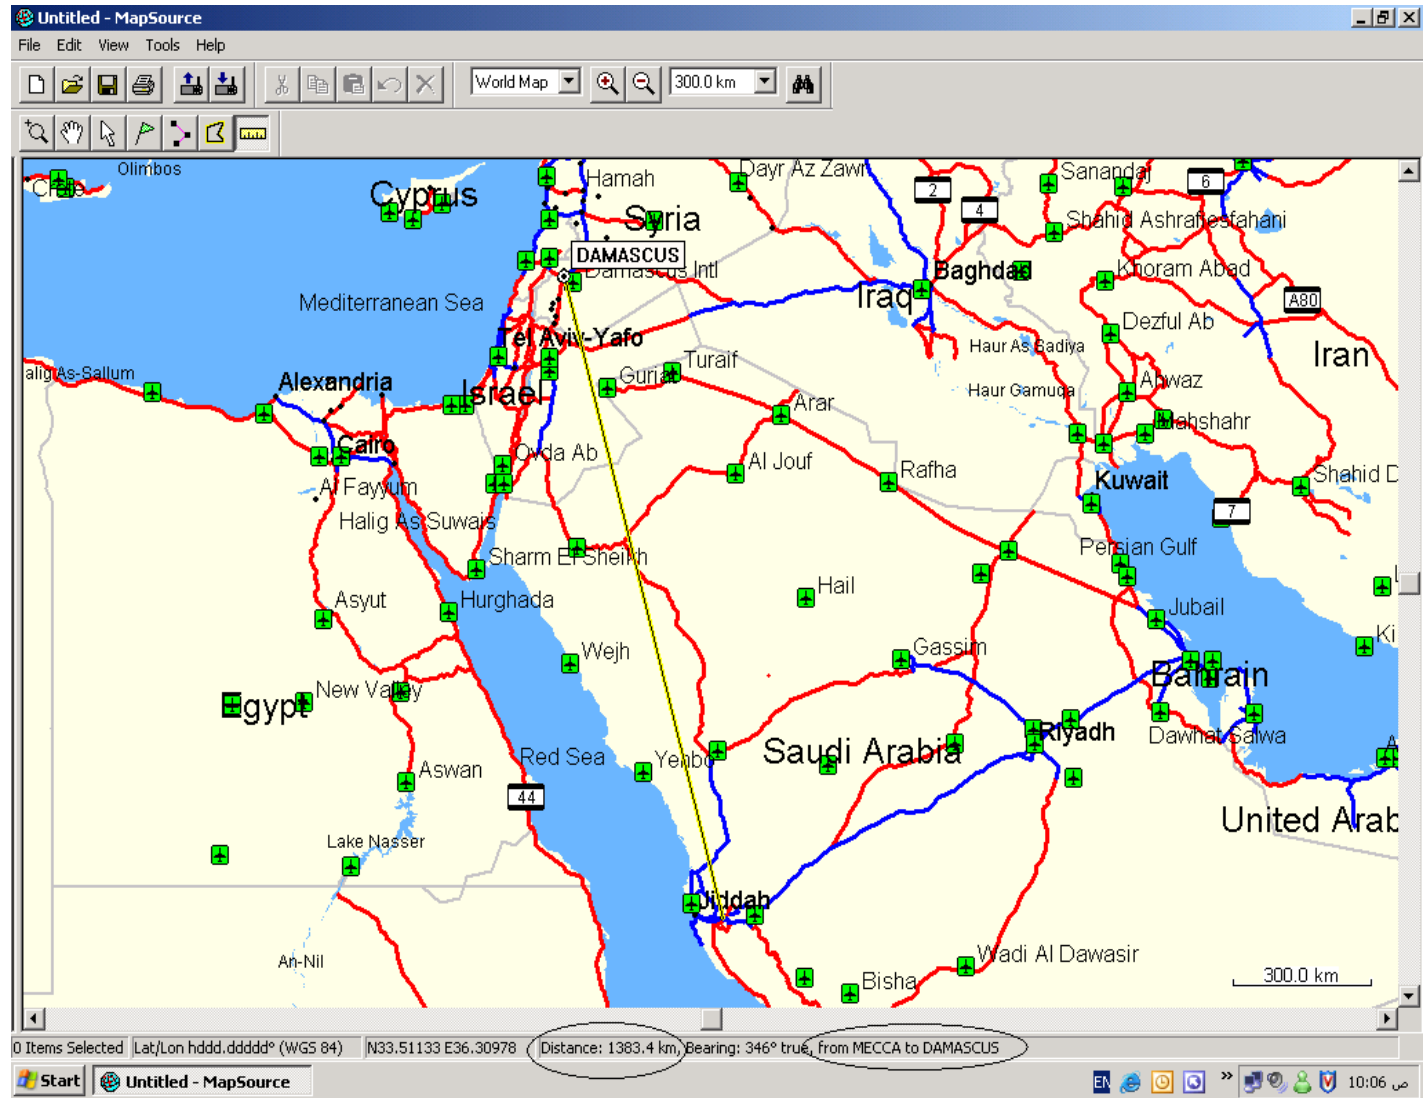 Untitled - MapSource
File Edit View Tools Help
World Map 300.0 km
Olimbos
Crete
Cyprus
Hamah
Syria
Dayr Az Zawr
2
4
Sanandaj
6
Shahid Ashrafiesfahani
DAMASCUS
Damascus Intl
Mediterranean Sea
Baghdad
Iraq
Khoram Abad
A80
Tel Aviv-Yafo
Haur As Sadiya
Dezful Ab
Iran
Turaif
Guriat
Alexandria
Israel
Haur Gamuqa
Ahwaz
Arar
Mahshahr
Cairo
Ovda Ab
Al Jouf
Rafha
Kuwait
Al Fayyum
Halig As Suwais
7
Persian Gulf
Sharm El Sheikh
Hail
Asyut
Hurghada
Jubail
Wejh
Gassim
Bahrain
New Valley
Egypt
Riyadh
Dawhat Salwa
Red Sea
Yenbo
Saudi Arabia
Aswan
44
United Arab
Lake Nasser
Jiddah
An-Nil
Wadi Al Dawasir
Bisha
300.0 km
0 Items Selected Lat/Lon hddd.ddddd° (WGS 84) N33.51133 E36.30978 Distance: 1383.4 km, Bearing: 346° true, from MECCA to DAMASCUS
Start Untitled - MapSource EN » 10:06 ص